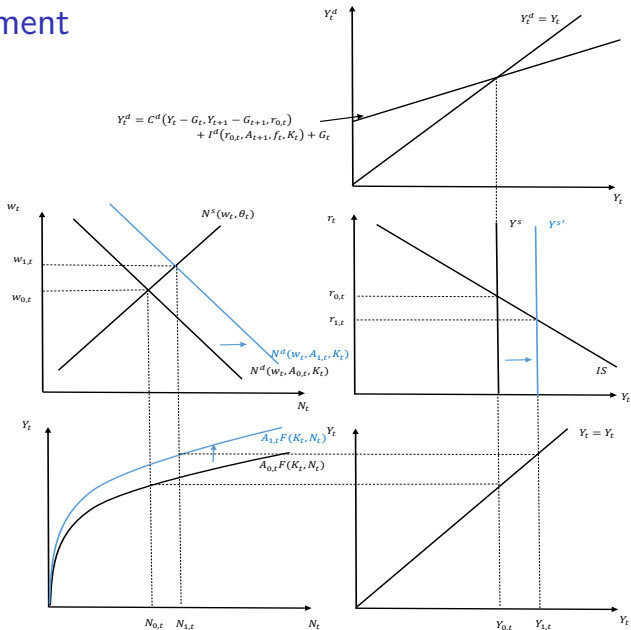 ment
Y_t^d
Y_t^d = Y_t
Y_t^d = C^d(Y_t − G_t, Y_{t+1} − G_{t+1}, r_{0,t})
+ I^d(r_{0,t}, A_{t+1}, f_t, K_t) + G_t
Y_t
w_t
N^s(w_t, θ_t)
w_{1,t}
w_{0,t}
N^d(w_t, A_{1,t}, K_t)
N^d(w_t, A_{0,t}, K_t)
N_t
r_t
Y^s
Y^{s′}
r_{0,t}
r_{1,t}
IS
Y_t
Y_t
A_{1,t}F(K_t, N_t)
A_{0,t}F(K_t, N_t)
N_{0,t}
N_{1,t}
N_t
Y_t
Y_t = Y_t
Y_{0,t}
Y_{1,t}
Y_t